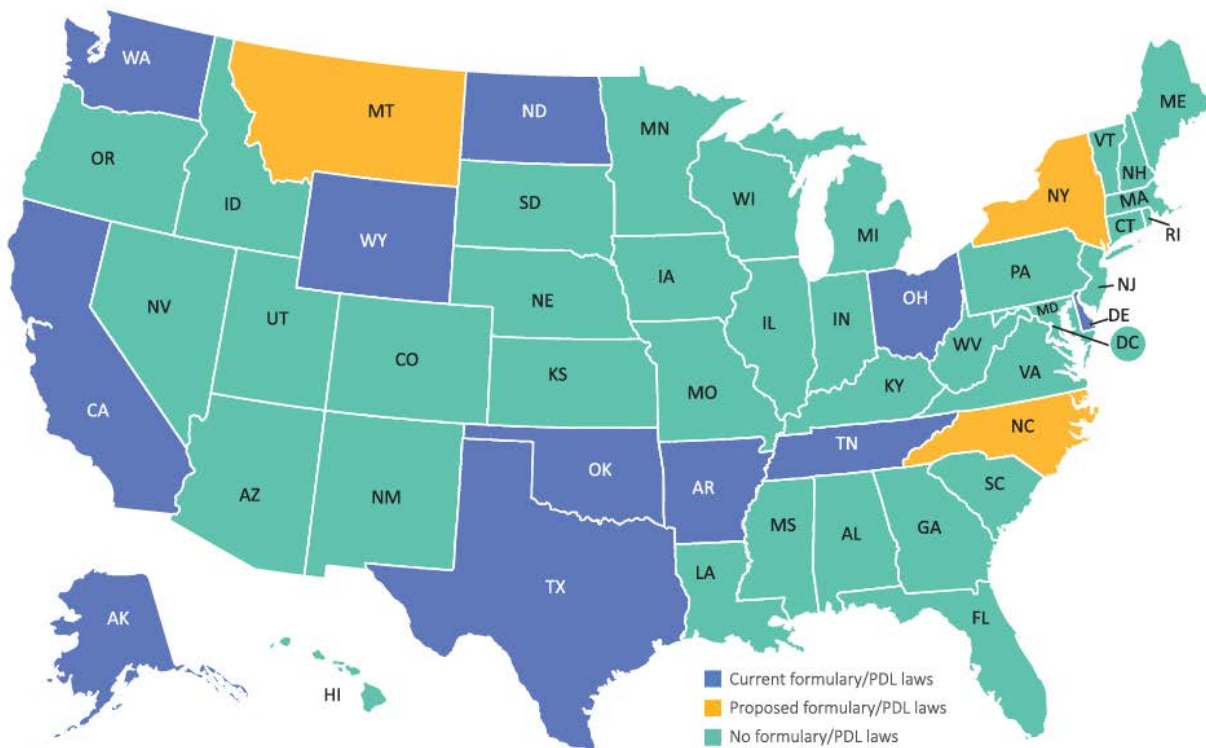 WA
MT
ND
MN
ME
VT
NH
OR
ID
SD
WI
NY
MA
CT
RI
WY
MI
IA
PA
NJ
NV
UT
NE
IL
IN
OH
MD
DE
DC
CO
WV
CA
KS
MO
KY
VA
TN
NC
AZ
NM
OK
AR
SC
MS
AL
GA
LA
TX
FL
AK
HI
Current formulary/PDL laws
Proposed formulary/PDL laws
No formulary/PDL laws